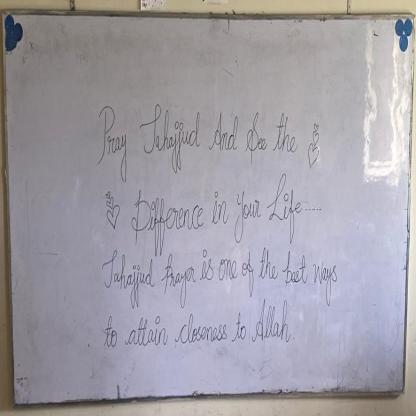 Pray Tahajjud And See the
Difference in Your Life.....
Tahajjud Prayer is one of the best ways
to attain closeness to Allah.